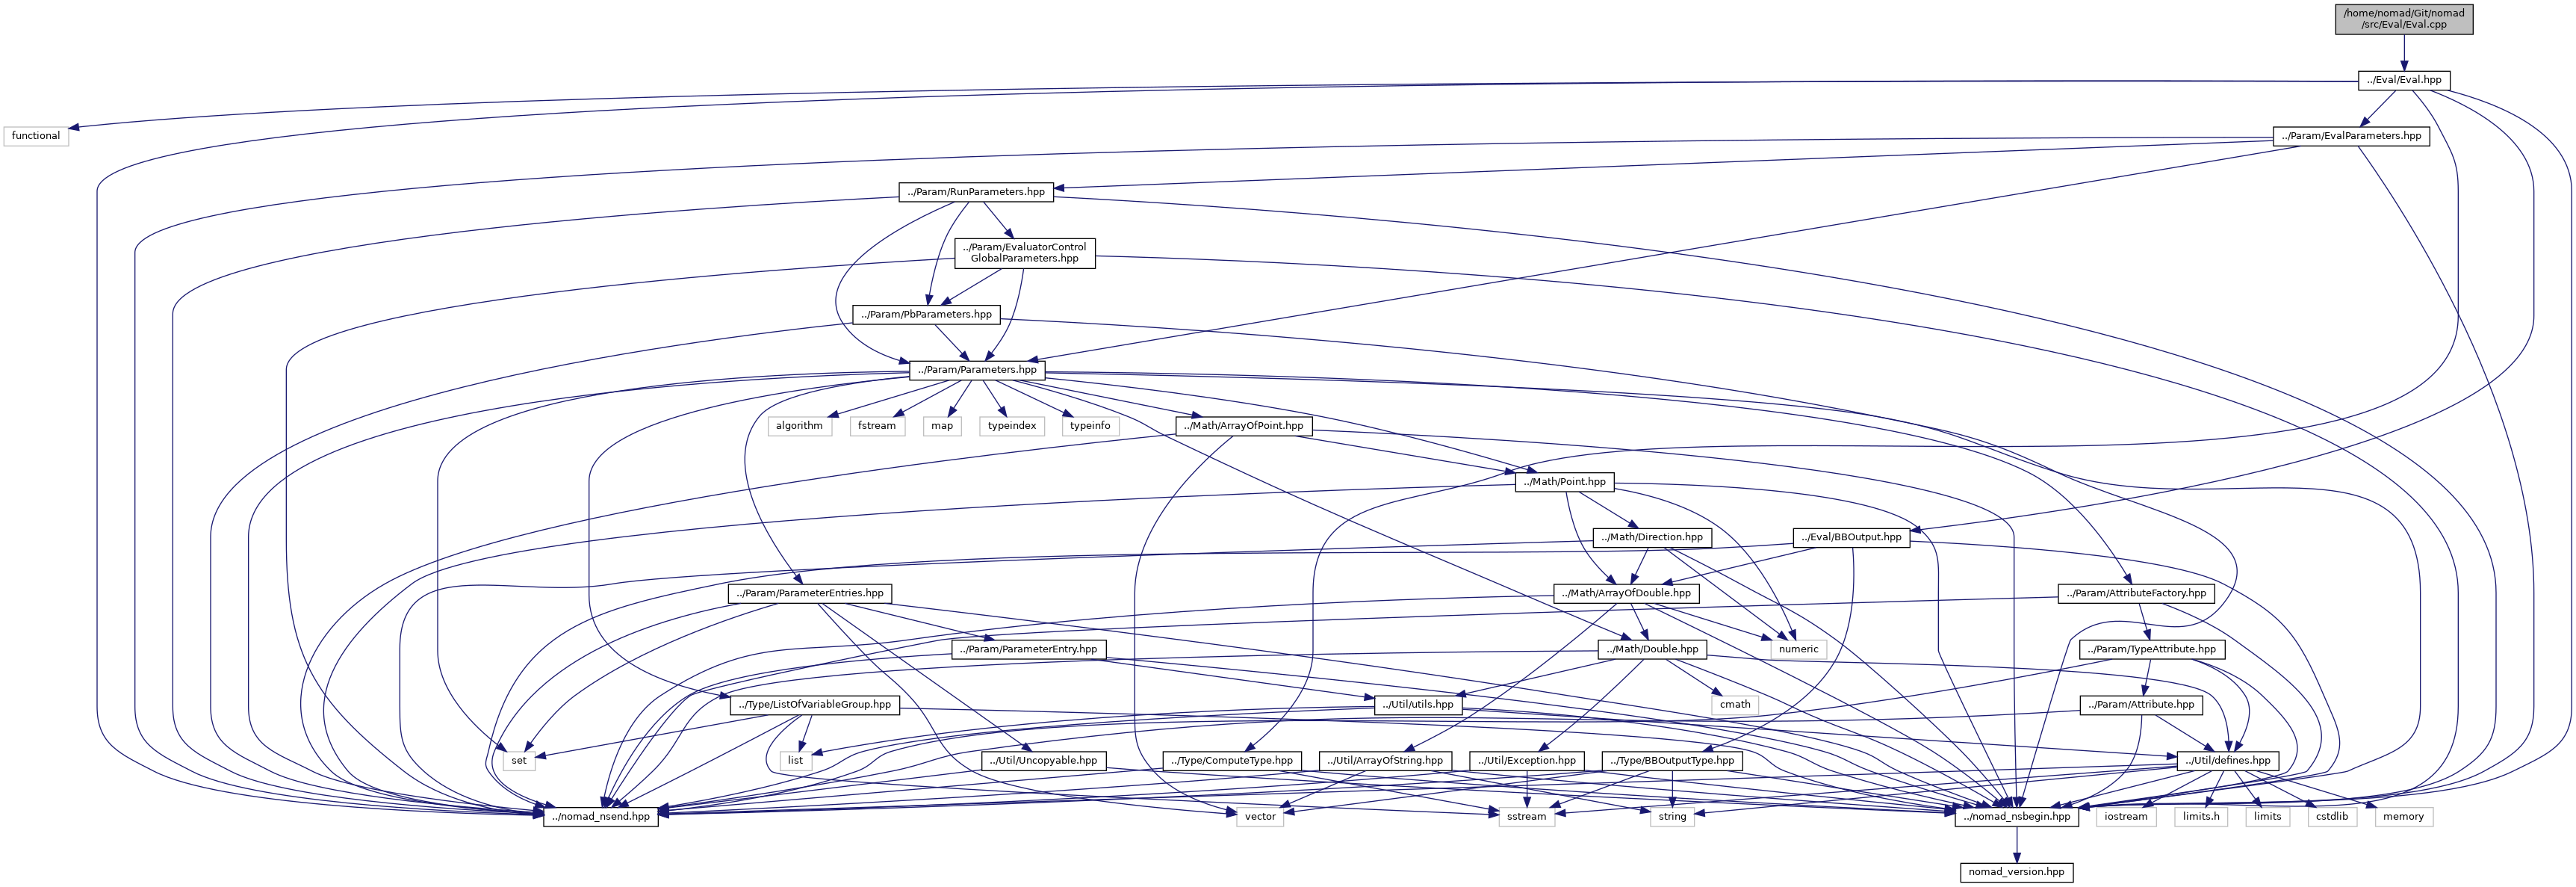 /home/nomad/Git/nomad
/src/Eval/Eval.cpp
../Eval/Eval.hpp
functional
../Param/EvalParameters.hpp
../Param/RunParameters.hpp
../Param/EvaluatorControl
GlobalParameters.hpp
../Param/PbParameters.hpp
../Param/Parameters.hpp
algorithm
fstream
map
typeindex
typeinfo
../Math/ArrayOfPoint.hpp
../Math/Point.hpp
../Math/Direction.hpp
../Eval/BBOutput.hpp
../Param/ParameterEntries.hpp
../Math/ArrayOfDouble.hpp
../Param/AttributeFactory.hpp
../Param/ParameterEntry.hpp
../Math/Double.hpp
numeric
../Param/TypeAttribute.hpp
../Type/ListOfVariableGroup.hpp
../Util/utils.hpp
cmath
../Param/Attribute.hpp
set
list
../Util/Uncopyable.hpp
../Type/ComputeType.hpp
../Util/ArrayOfString.hpp
../Util/Exception.hpp
../Type/BBOutputType.hpp
../Util/defines.hpp
../nomad_nsend.hpp
vector
sstream
string
../nomad_nsbegin.hpp
iostream
limits.h
limits
cstdlib
memory
nomad_version.hpp